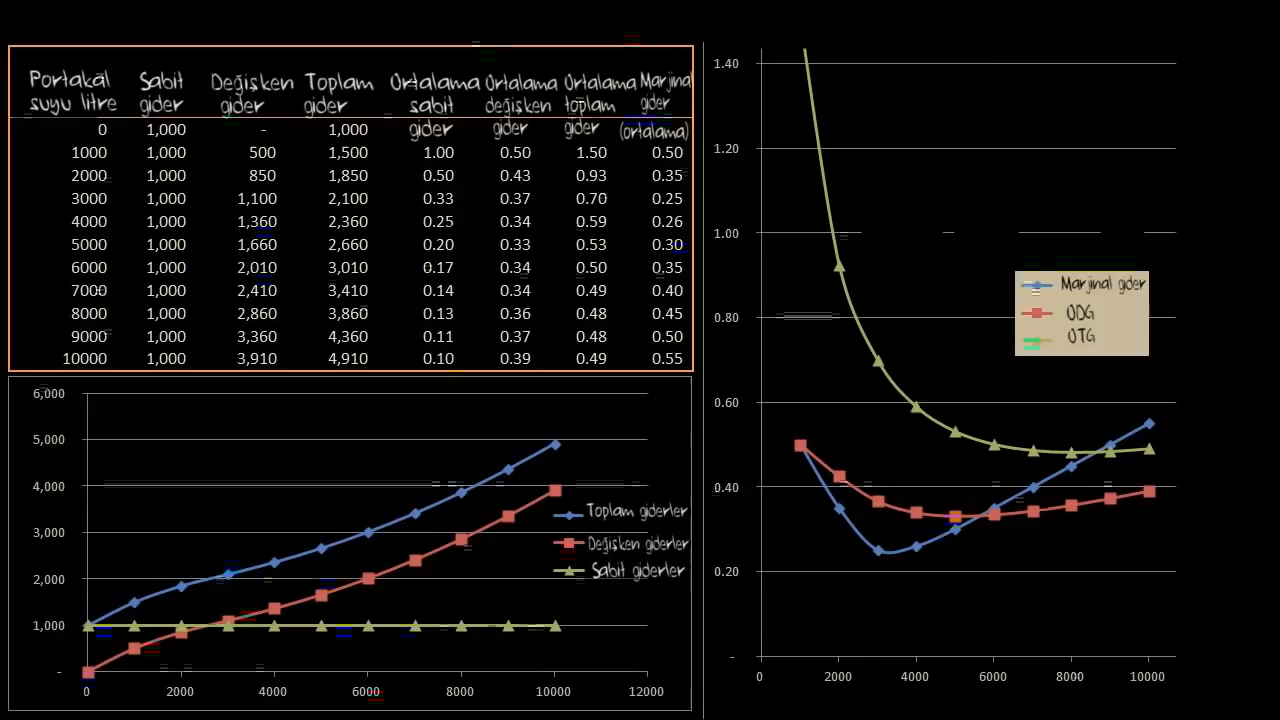 Portakal suyu litre Sabit gider Değişken gider Toplam gider Ortalama sabit gider Ortalama değişken gider Ortalama toplam gider Marjinal gider (ortalama)
0 1,000 - 1,000
1000 1,000 500 1,500 1.00 0.50 1.50 0.50
2000 1,000 850 1,850 0.50 0.43 0.93 0.35
3000 1,000 1,100 2,100 0.33 0.37 0.70 0.25
4000 1,000 1,360 2,360 0.25 0.34 0.59 0.26
5000 1,000 1,660 2,660 0.20 0.33 0.53 0.30
6000 1,000 2,010 3,010 0.17 0.34 0.50 0.35
7000 1,000 2,410 3,410 0.14 0.34 0.49 0.40
8000 1,000 2,860 3,860 0.13 0.36 0.48 0.45
9000 1,000 3,360 4,360 0.11 0.37 0.48 0.50
10000 1,000 3,910 4,910 0.10 0.39 0.49 0.55
6,000
5,000
4,000
3,000
2,000
1,000
-
0 2000 4000 6000 8000 10000 12000
Toplam giderler
Değişken giderler
Sabit giderler
1.40
1.20
1.00
0.80
0.60
0.40
0.20
-
0 2000 4000 6000 8000 10000
Marjinal gider
ODG
OTG